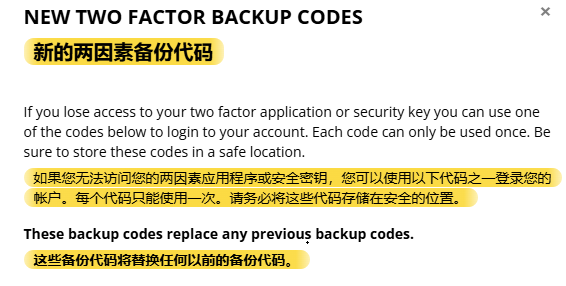 NEW TWO FACTOR BACKUP CODES
新的两因素备份代码
If you lose access to your two factor application or security key you can use one
of the codes below to login to your account. Each code can only be used once. Be
sure to store these codes in a safe location.
如果您无法访问您的两因素应用程序或安全密钥，您可以使用以下代码之一登录您的
帐户。每个代码只能使用一次。请务必将这些代码存储在安全的位置。
These backup codes replace any previous backup codes.
这些备份代码将替换任何以前的备份代码。